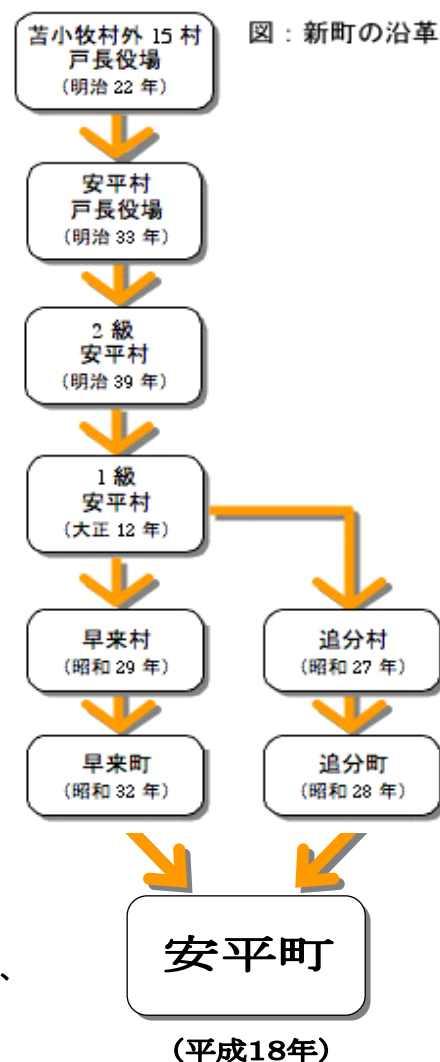 図：新町の沿革
苫小牧村外 15 村
戸長役場
(明治 22 年)
安平村
戸長役場
(明治 33 年)
2 級
安平村
(明治 39 年)
1 級
安平村
(大正 12 年)
早来村
(昭和 29 年)
追分村
(昭和 27 年)
早来町
(昭和 32 年)
追分町
(昭和 28 年)
、
安平町
(平成18年)